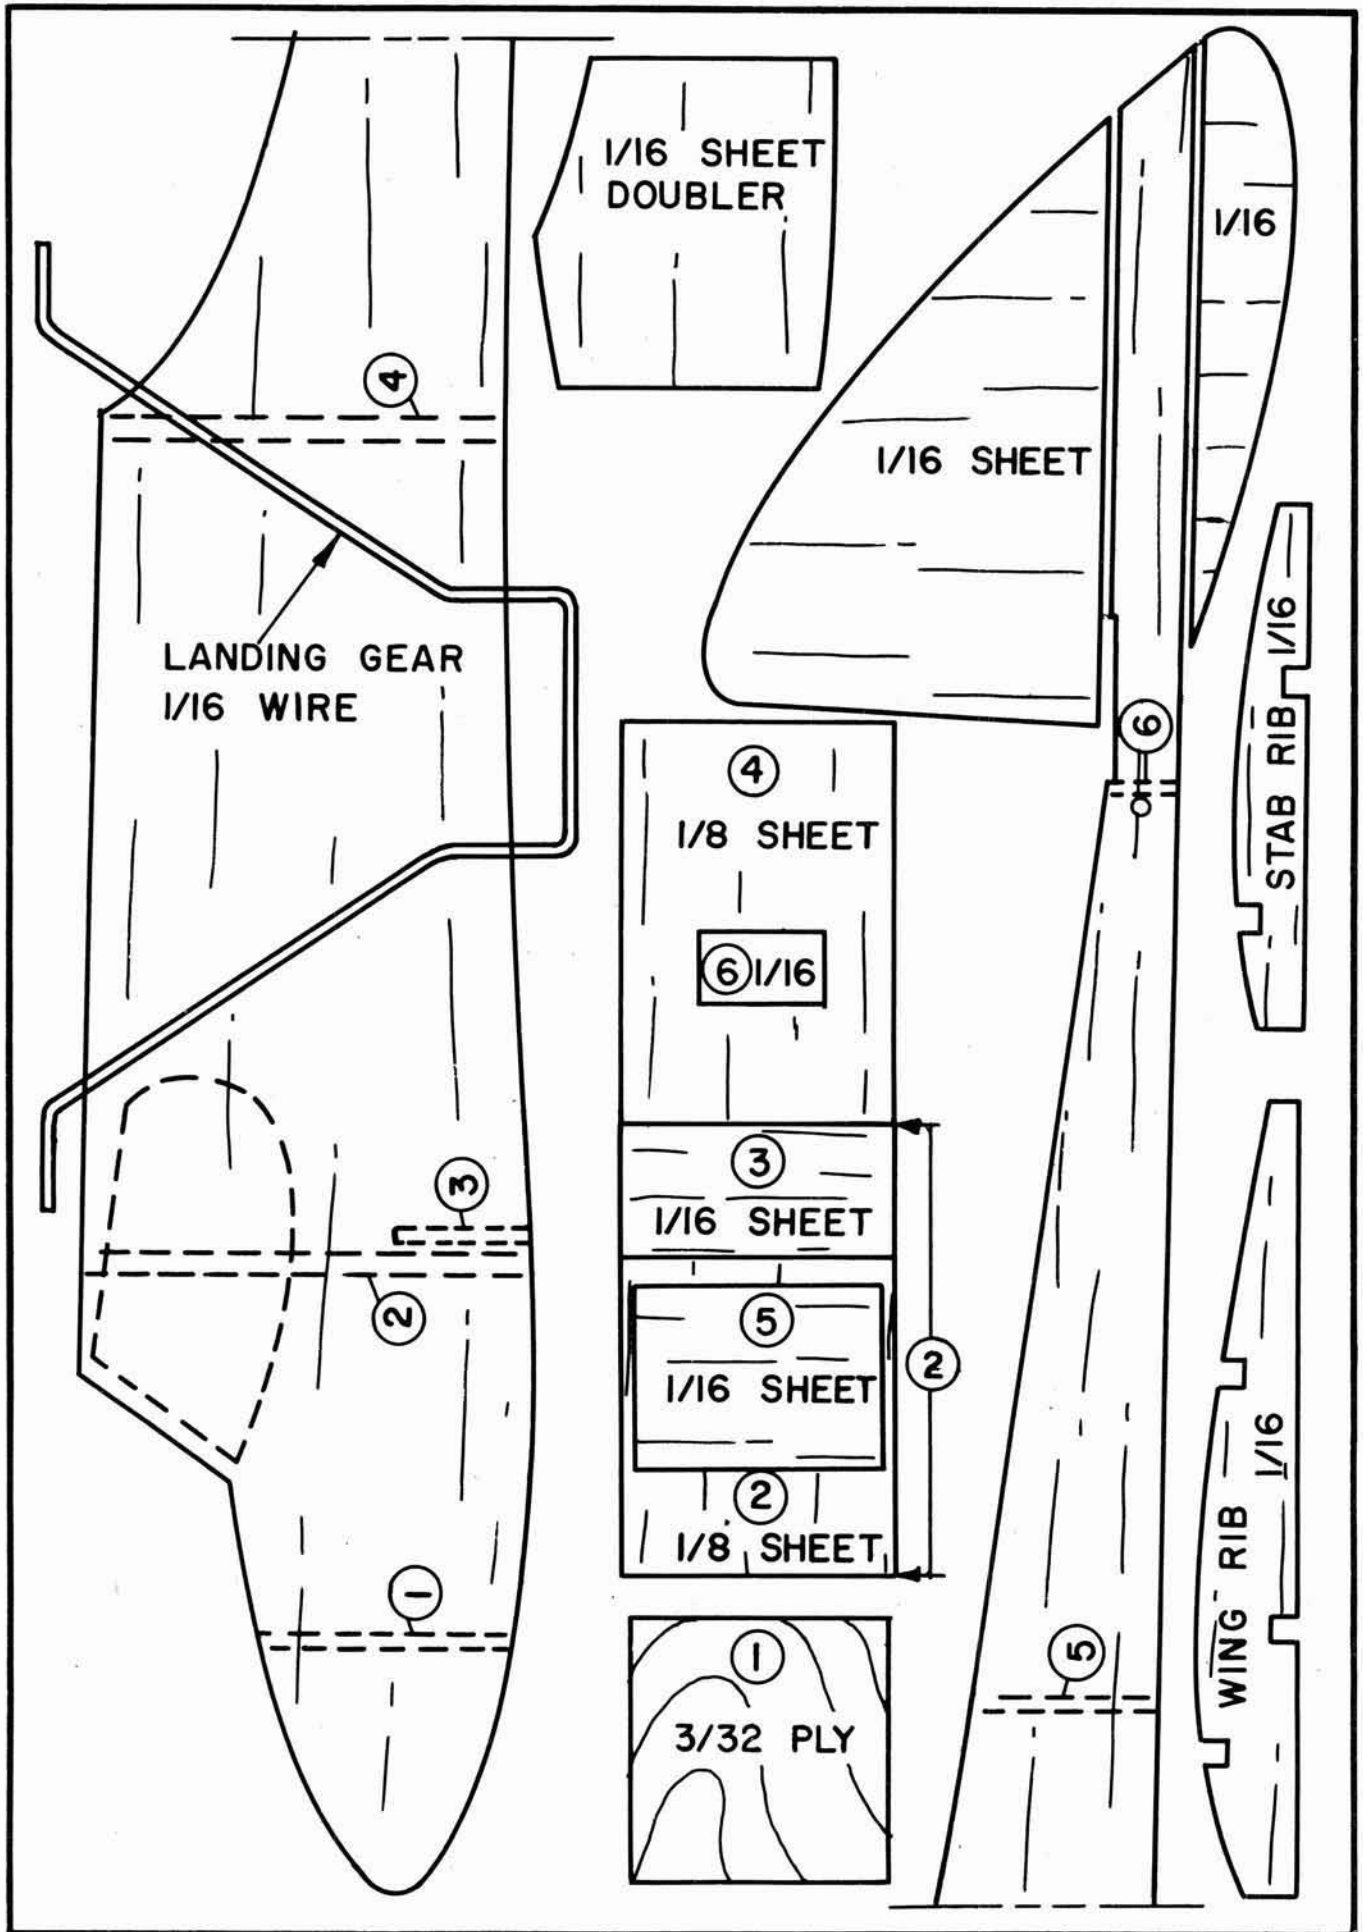 1/16 SHEET
DOUBLER
1/16
4
1/16 SHEET
1/16
STAB RIB
LANDING GEAR
1/16 WIRE
6
4
1/8 SHEET
6 1/16
3
3
1/16 SHEET
2
5
1/16 SHEET
2
2
1/8 SHEET
1/16
WING RIB
1
1
3/32 PLY
5